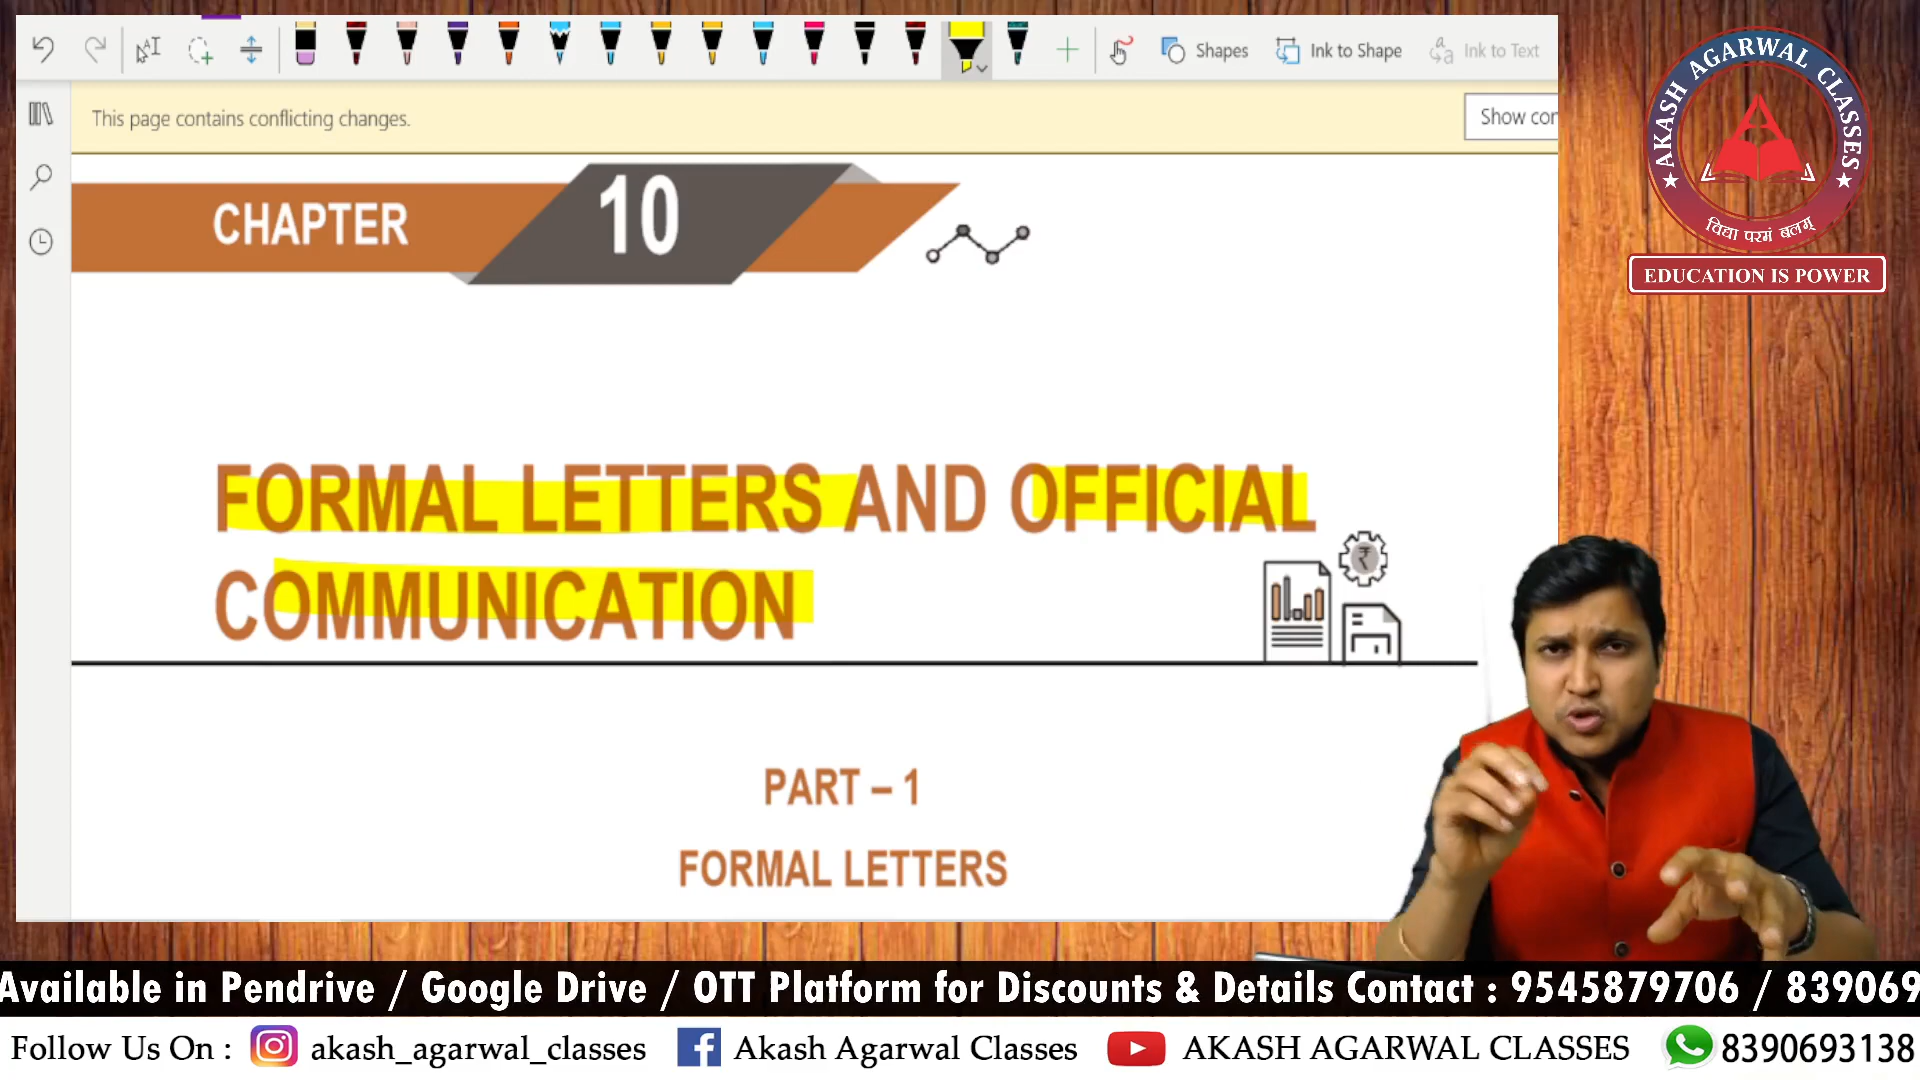 Shapes
Ink to Shape
Ink to Text
This page contains conflicting changes.
Show con
CHAPTER 10
FORMAL LETTERS AND OFFICIAL
COMMUNICATION
PART – 1
FORMAL LETTERS
AKASH AGARWAL CLASSES
विद्या परमं बलम्
EDUCATION IS POWER
Available in Pendrive / Google Drive / OTT Platform for Discounts & Details Contact : 9545879706 / 839069
Follow Us On : akash_agarwal_classes Akash Agarwal Classes AKASH AGARWAL CLASSES 8390693138